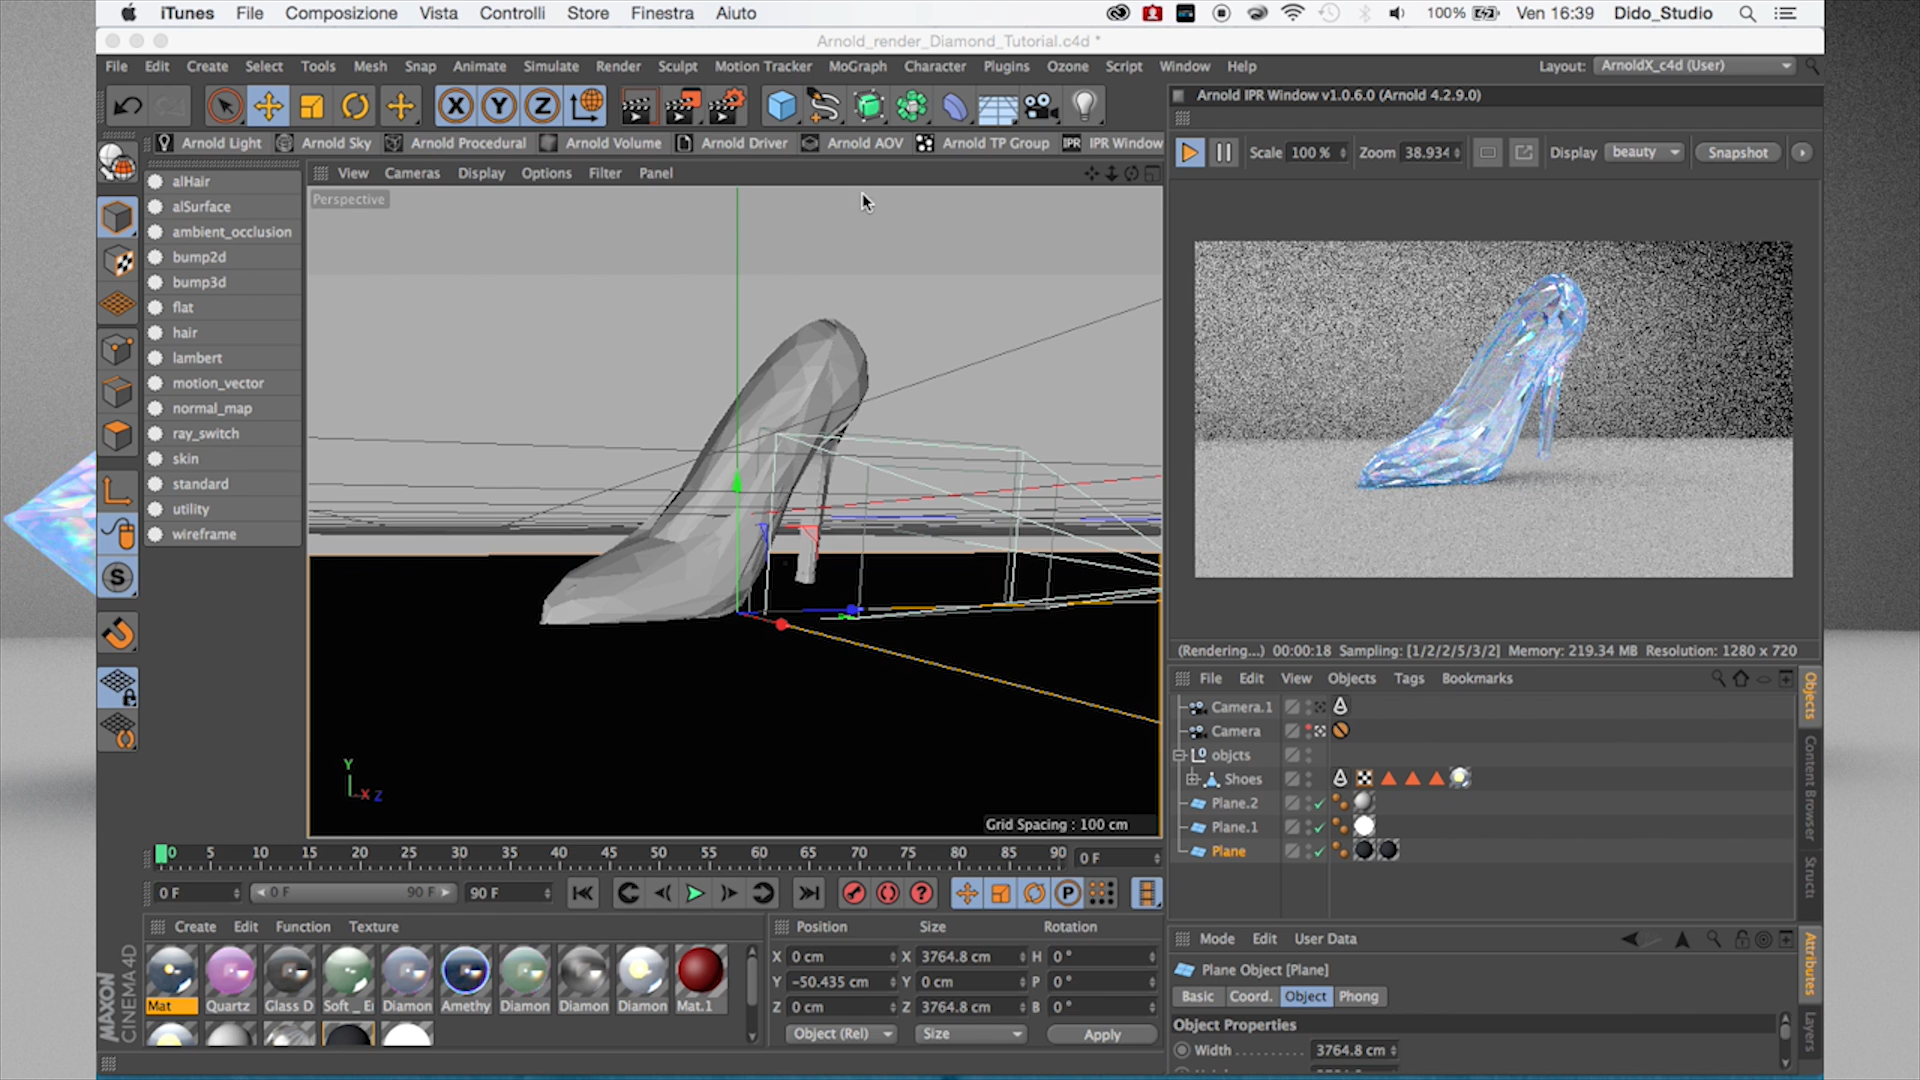 iTunes File Composizione Vista Controlli Store Finestra Aiuto 100% Ven 16:39 Dido_Studio
Arnold_render_Diamond_Tutorial.c4d *
File Edit Create Select Tools Mesh Snap Animate Simulate Render Sculpt Motion Tracker MoGraph Character Plugins Ozone Script Window Help Layout: ArnoldX_c4d (User)
X Y Z
Arnold IPR Window v1.0.6.0 (Arnold 4.2.9.0)
Arnold Light Arnold Sky Arnold Procedural Arnold Volume Arnold Driver Arnold AOV Arnold TP Group IPR IPR Window
Scale 100 % Zoom 38.934 Display beauty Snapshot
View Cameras Display Options Filter Panel
Perspective
alHair
alSurface
ambient_occlusion
bump2d
bump3d
flat
hair
lambert
motion_vector
normal_map
ray_switch
skin
standard
utility
wireframe
S
Y
X Z
Grid Spacing : 100 cm
(Rendering...) 00:00:18 Sampling: [1/2/2/5/3/2] Memory: 219.34 MB Resolution: 1280 x 720
File Edit View Objects Tags Bookmarks
Camera.1
Camera
objcts
Shoes
Plane.2
Plane.1
Plane
Objects
Content Browser
Structi
0 5 10 15 20 25 30 35 40 45 50 55 60 65 70 75 80 85 90 0 F
0 F 0 F 90 F 90 F
P
Create Edit Function Texture
Mat Quartz Glass D Soft_ Er Diamon Amethy Diamon Diamon Diamon Mat.1
MAXON
CINEMA4D
Position Size Rotation
X 0 cm X 3764.8 cm H 0 °
Y -50.435 cm Y 0 cm P 0 °
Z 0 cm Z 3764.8 cm B 0 °
Object (Rel) Size Apply
Mode Edit User Data
Plane Object [Plane]
Basic Coord. Object Phong
Object Properties
Width . . . . . . . . . . 3764.8 cm
Attributes
Layers